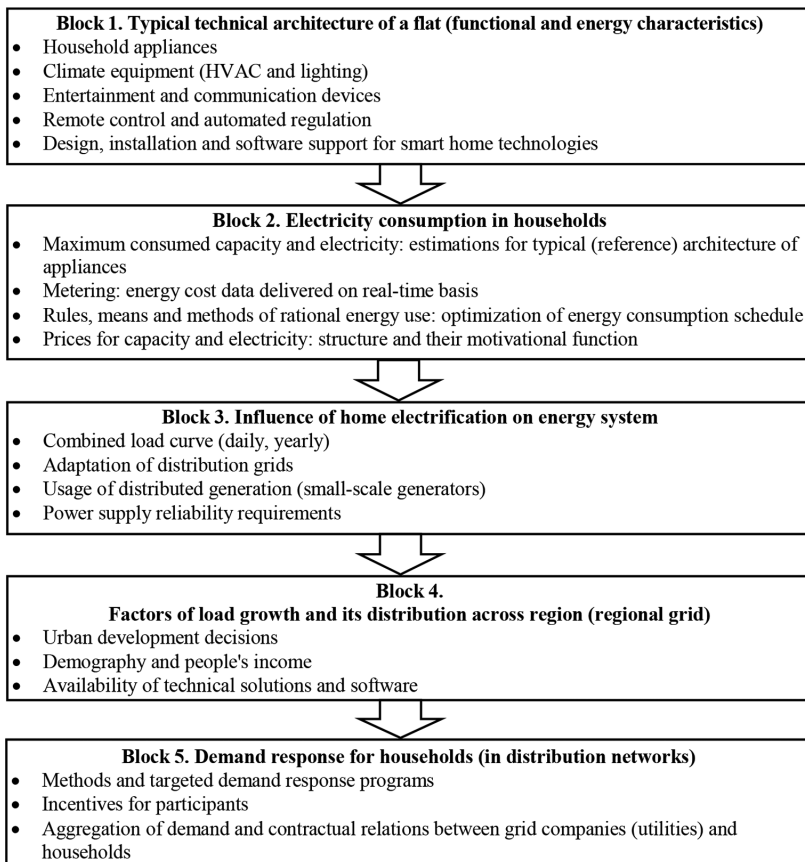 Block 1. Typical technical architecture of a flat (functional and energy characteristics)
• Household appliances
• Climate equipment (HVAC and lighting)
• Entertainment and communication devices
• Remote control and automated regulation
• Design, installation and software support for smart home technologies
Block 2. Electricity consumption in households
• Maximum consumed capacity and electricity: estimations for typical (reference) architecture of
appliances
• Metering: energy cost data delivered on real-time basis
• Rules, means and methods of rational energy use: optimization of energy consumption schedule
• Prices for capacity and electricity: structure and their motivational function
Block 3. Influence of home electrification on energy system
• Combined load curve (daily, yearly)
• Adaptation of distribution grids
• Usage of distributed generation (small-scale generators)
• Power supply reliability requirements
Block 4.
Factors of load growth and its distribution across region (regional grid)
• Urban development decisions
• Demography and people's income
• Availability of technical solutions and software
Block 5. Demand response for households (in distribution networks)
• Methods and targeted demand response programs
• Incentives for participants
• Aggregation of demand and contractual relations between grid companies (utilities) and
households